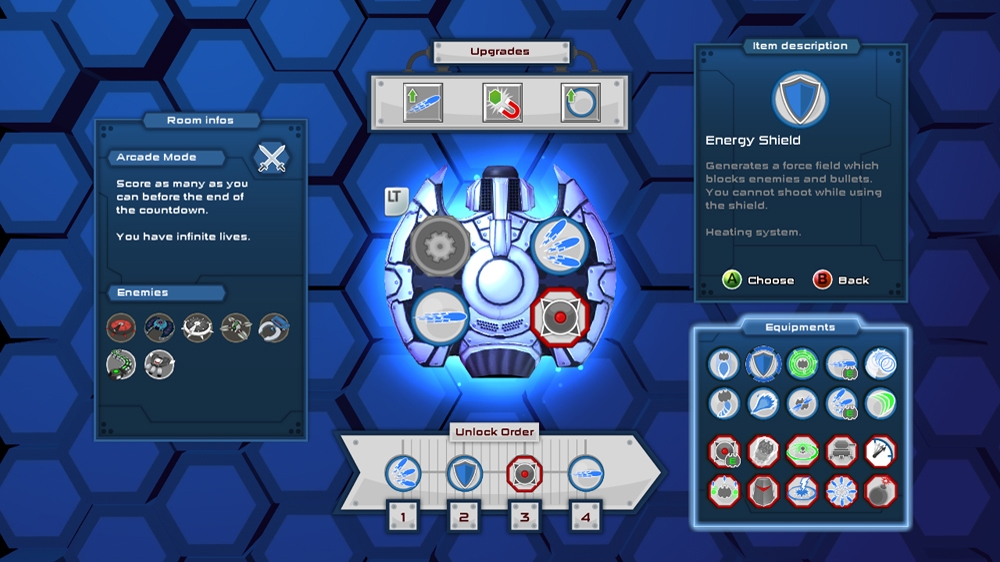 Upgrades
Room infos
Arcade Mode
Score as many as you
can before the end of
the countdown.
You have infinite lives.
Enemies
LT
Unlock Order
1
2
3
4
Item description
Energy Shield
Generates a force field which
blocks enemies and bullets.
You cannot shoot while using
the shield.
Heating system.
A Choose
B Back
Equipments